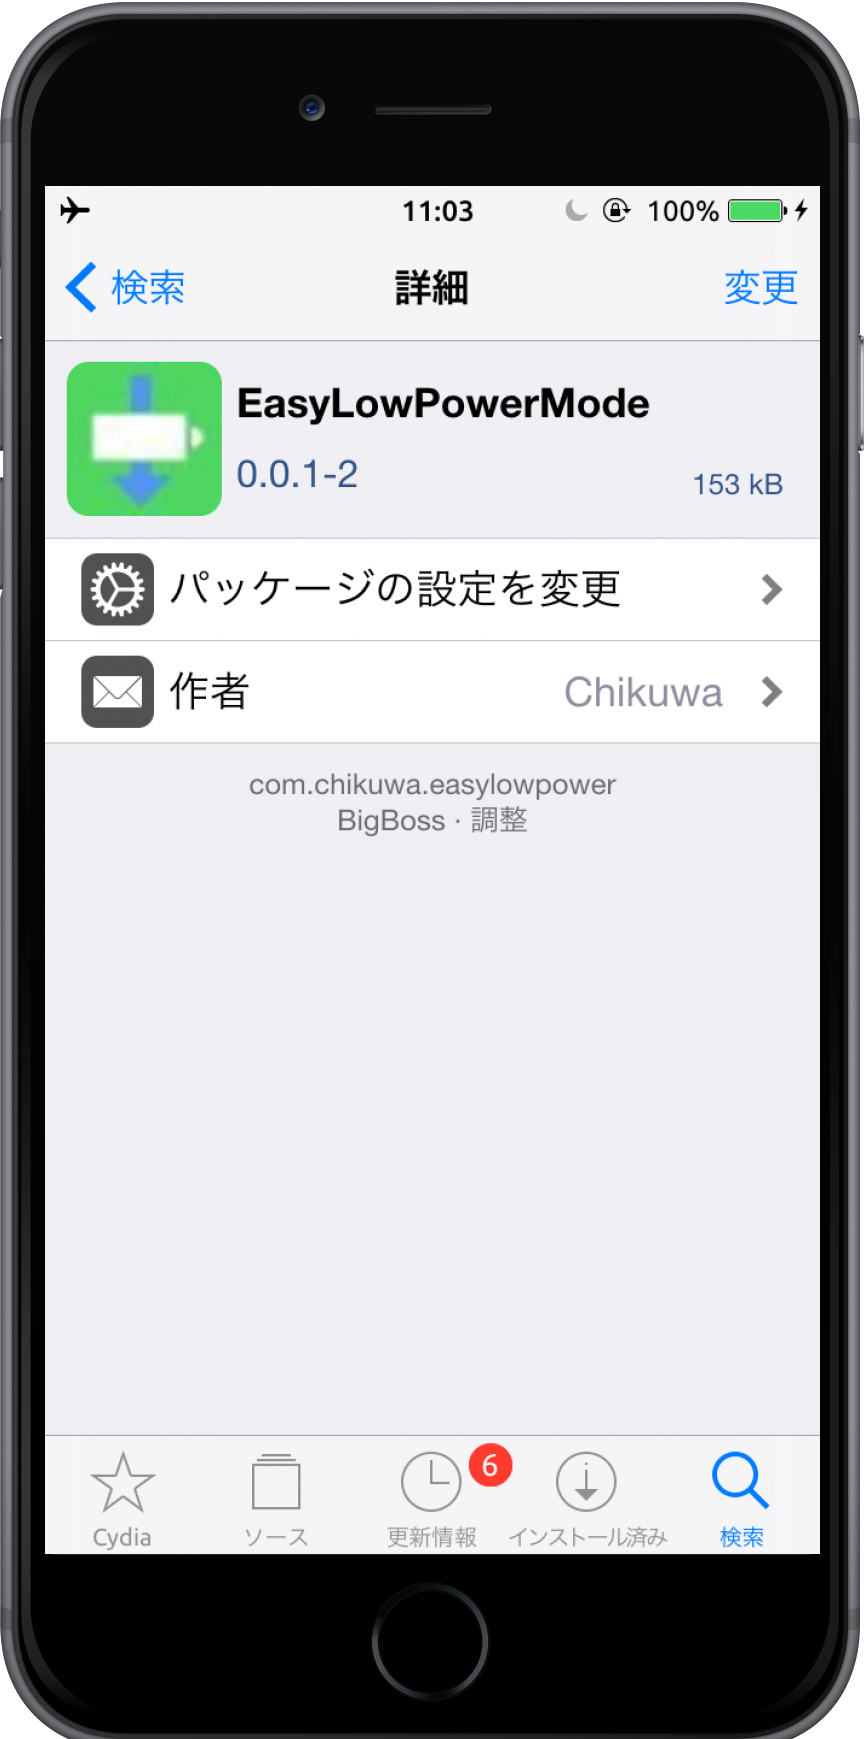 11:03 100%
検索 詳細 変更
EasyLowPowerMode
0.0.1-2 153 kB
パッケージの設定を変更
作者 Chikuwa
com.chikuwa.easylowpower
BigBoss · 調整
6
Cydia ソース 更新情報 インストール済み 検索